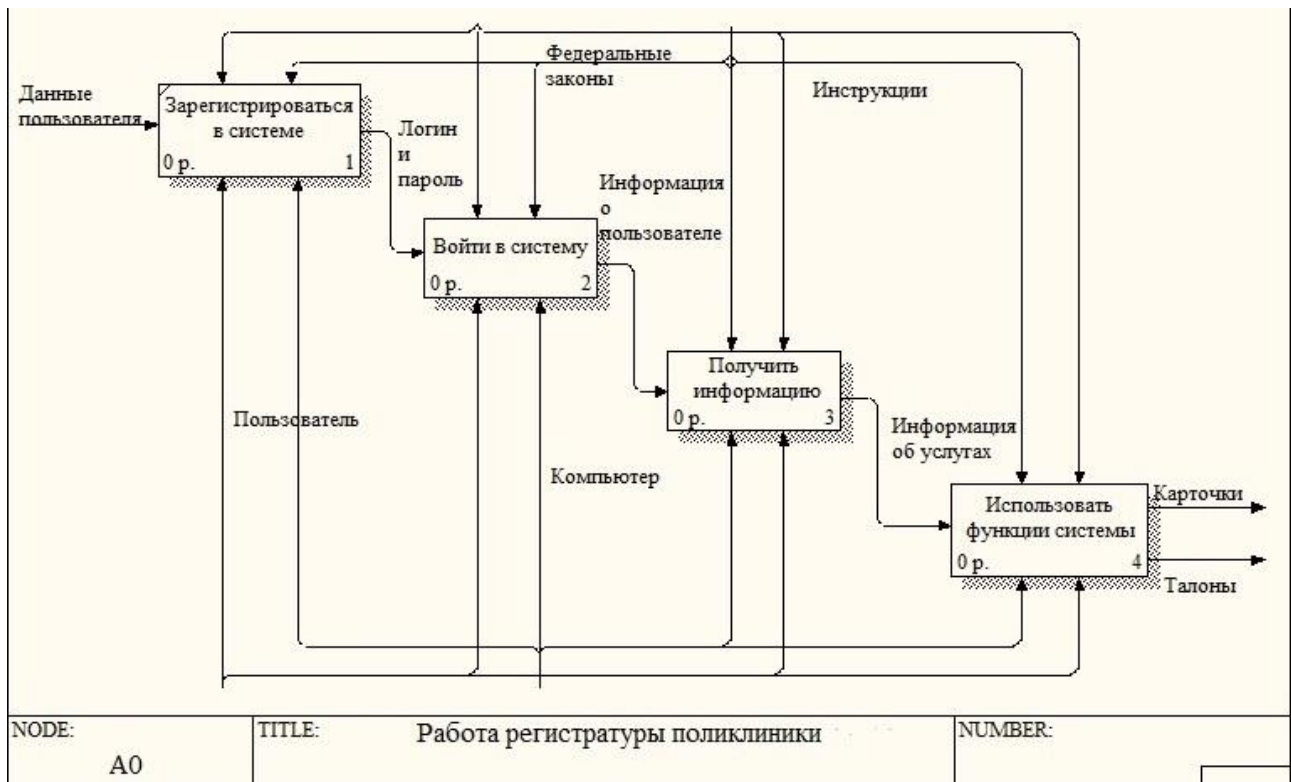 Федеральные
законы
Инструкции
Данные
пользователя
Зарегистрироваться
в системе
0 р. 1
Логин
и
пароль
Информация
о
пользователе
Войти в систему
0 р. 2
Получить
информацию
0 р. 3
Пользователь
Информация
об услугах
Компьютер
Использовать
функции системы
0 р. 4
Карточки
Талоны
NODE: TITLE: Работа регистратуры поликлиники NUMBER:
A0